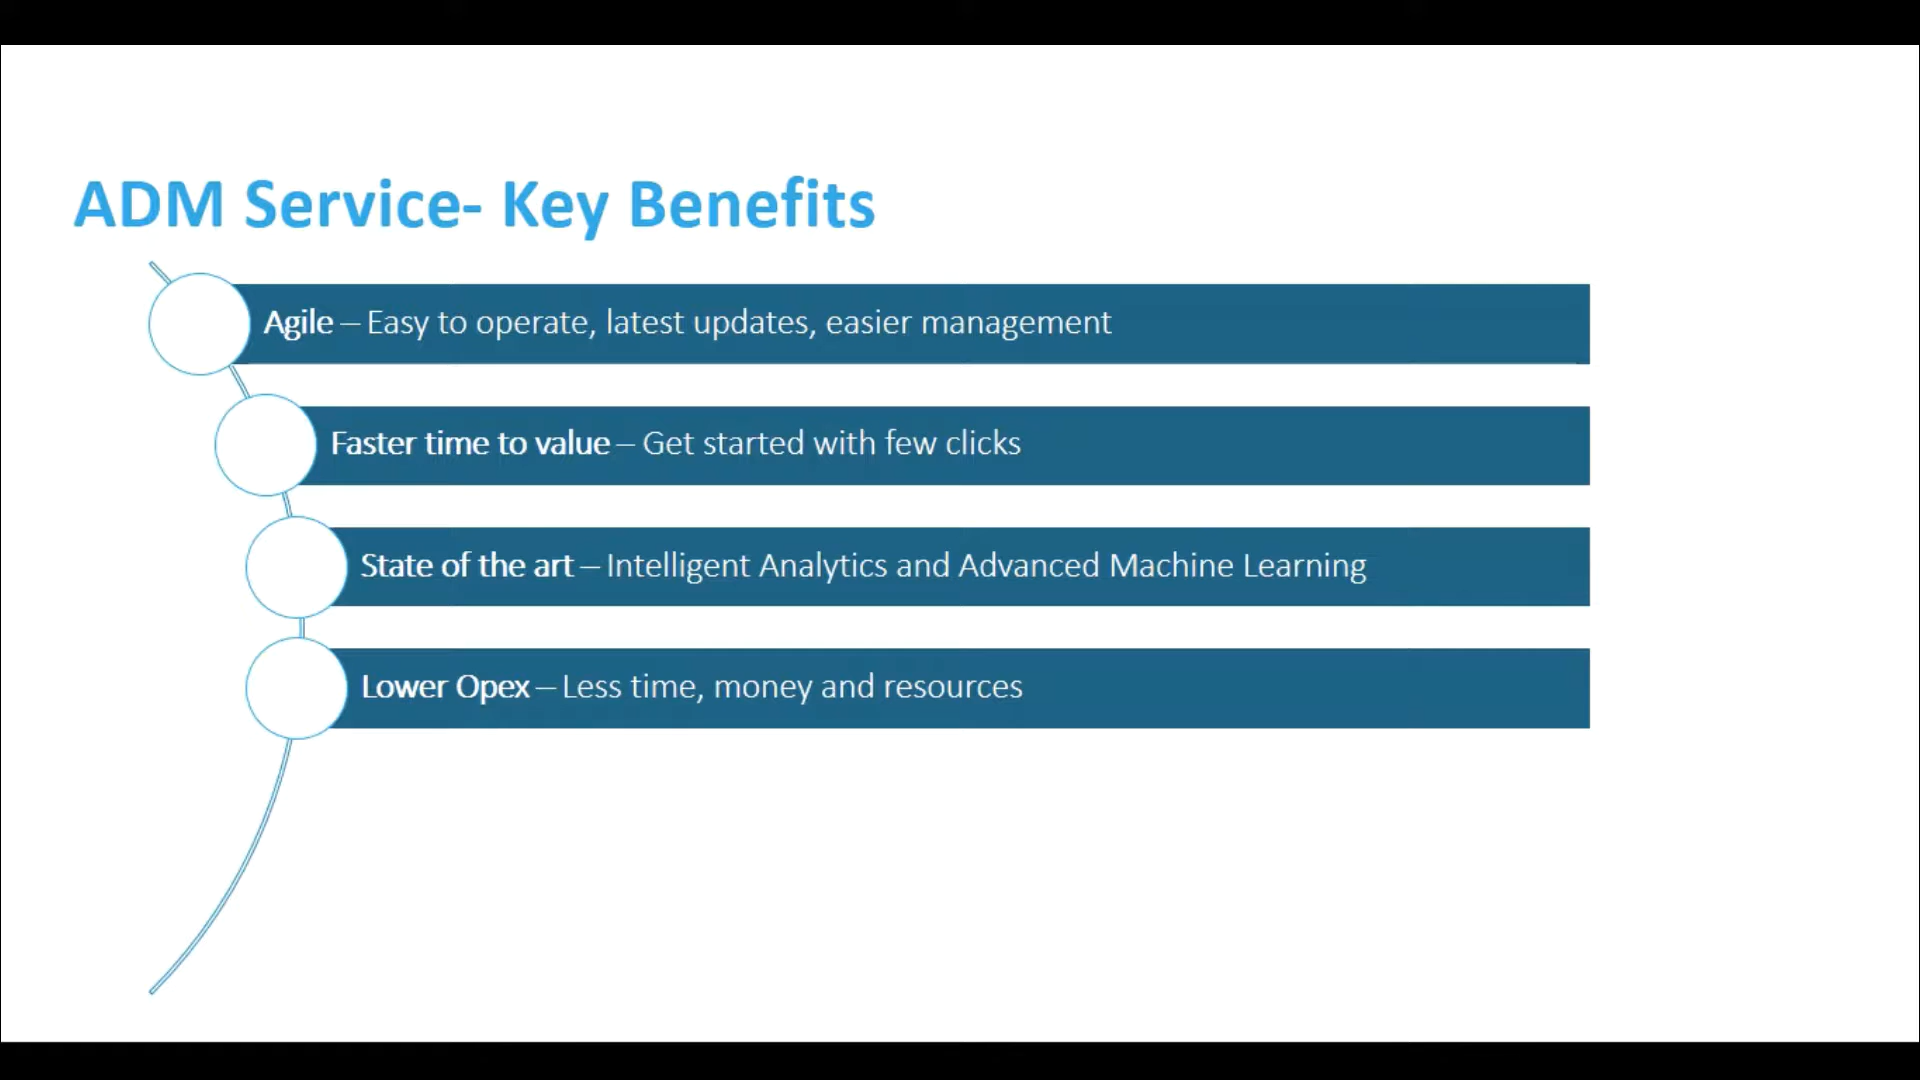 ADM Service- Key Benefits
Agile – Easy to operate, latest updates, easier management
Faster time to value – Get started with few clicks
State of the art – Intelligent Analytics and Advanced Machine Learning
Lower Opex – Less time, money and resources